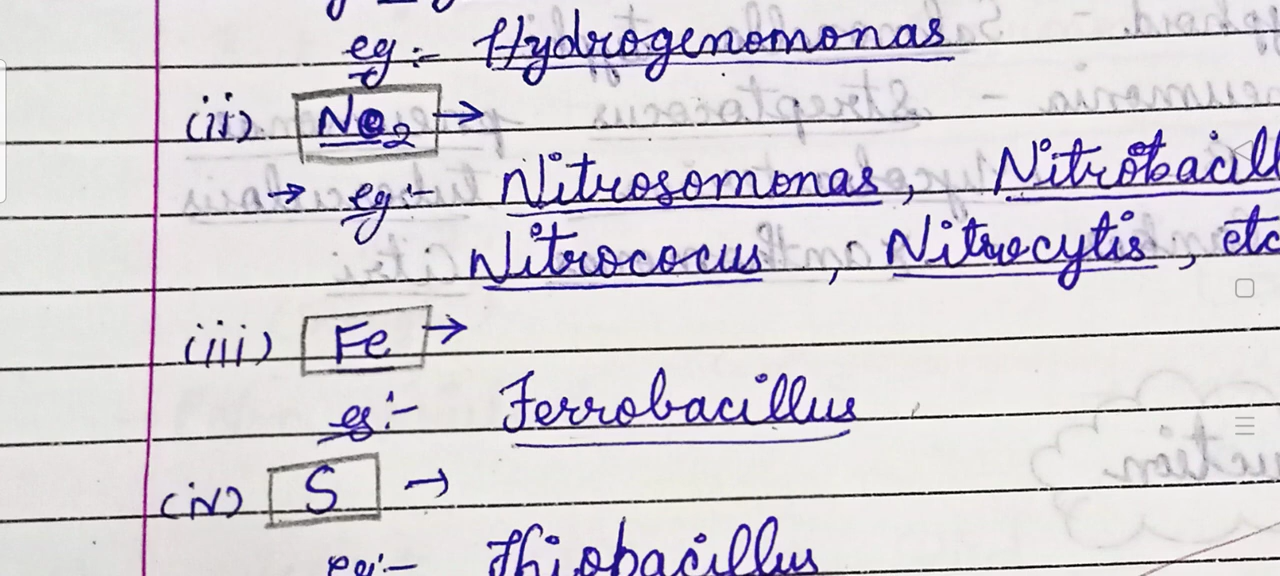 eg:- Hydrogenomonas
(ii) No2 →
→ eg:- Nitrosomonas, Nitrobacill
Nitrococus, Nitrocytis, etc
(iii) Fe →
eg:- Ferrobacillus
(iv) S →
eg:- Thiobacillus